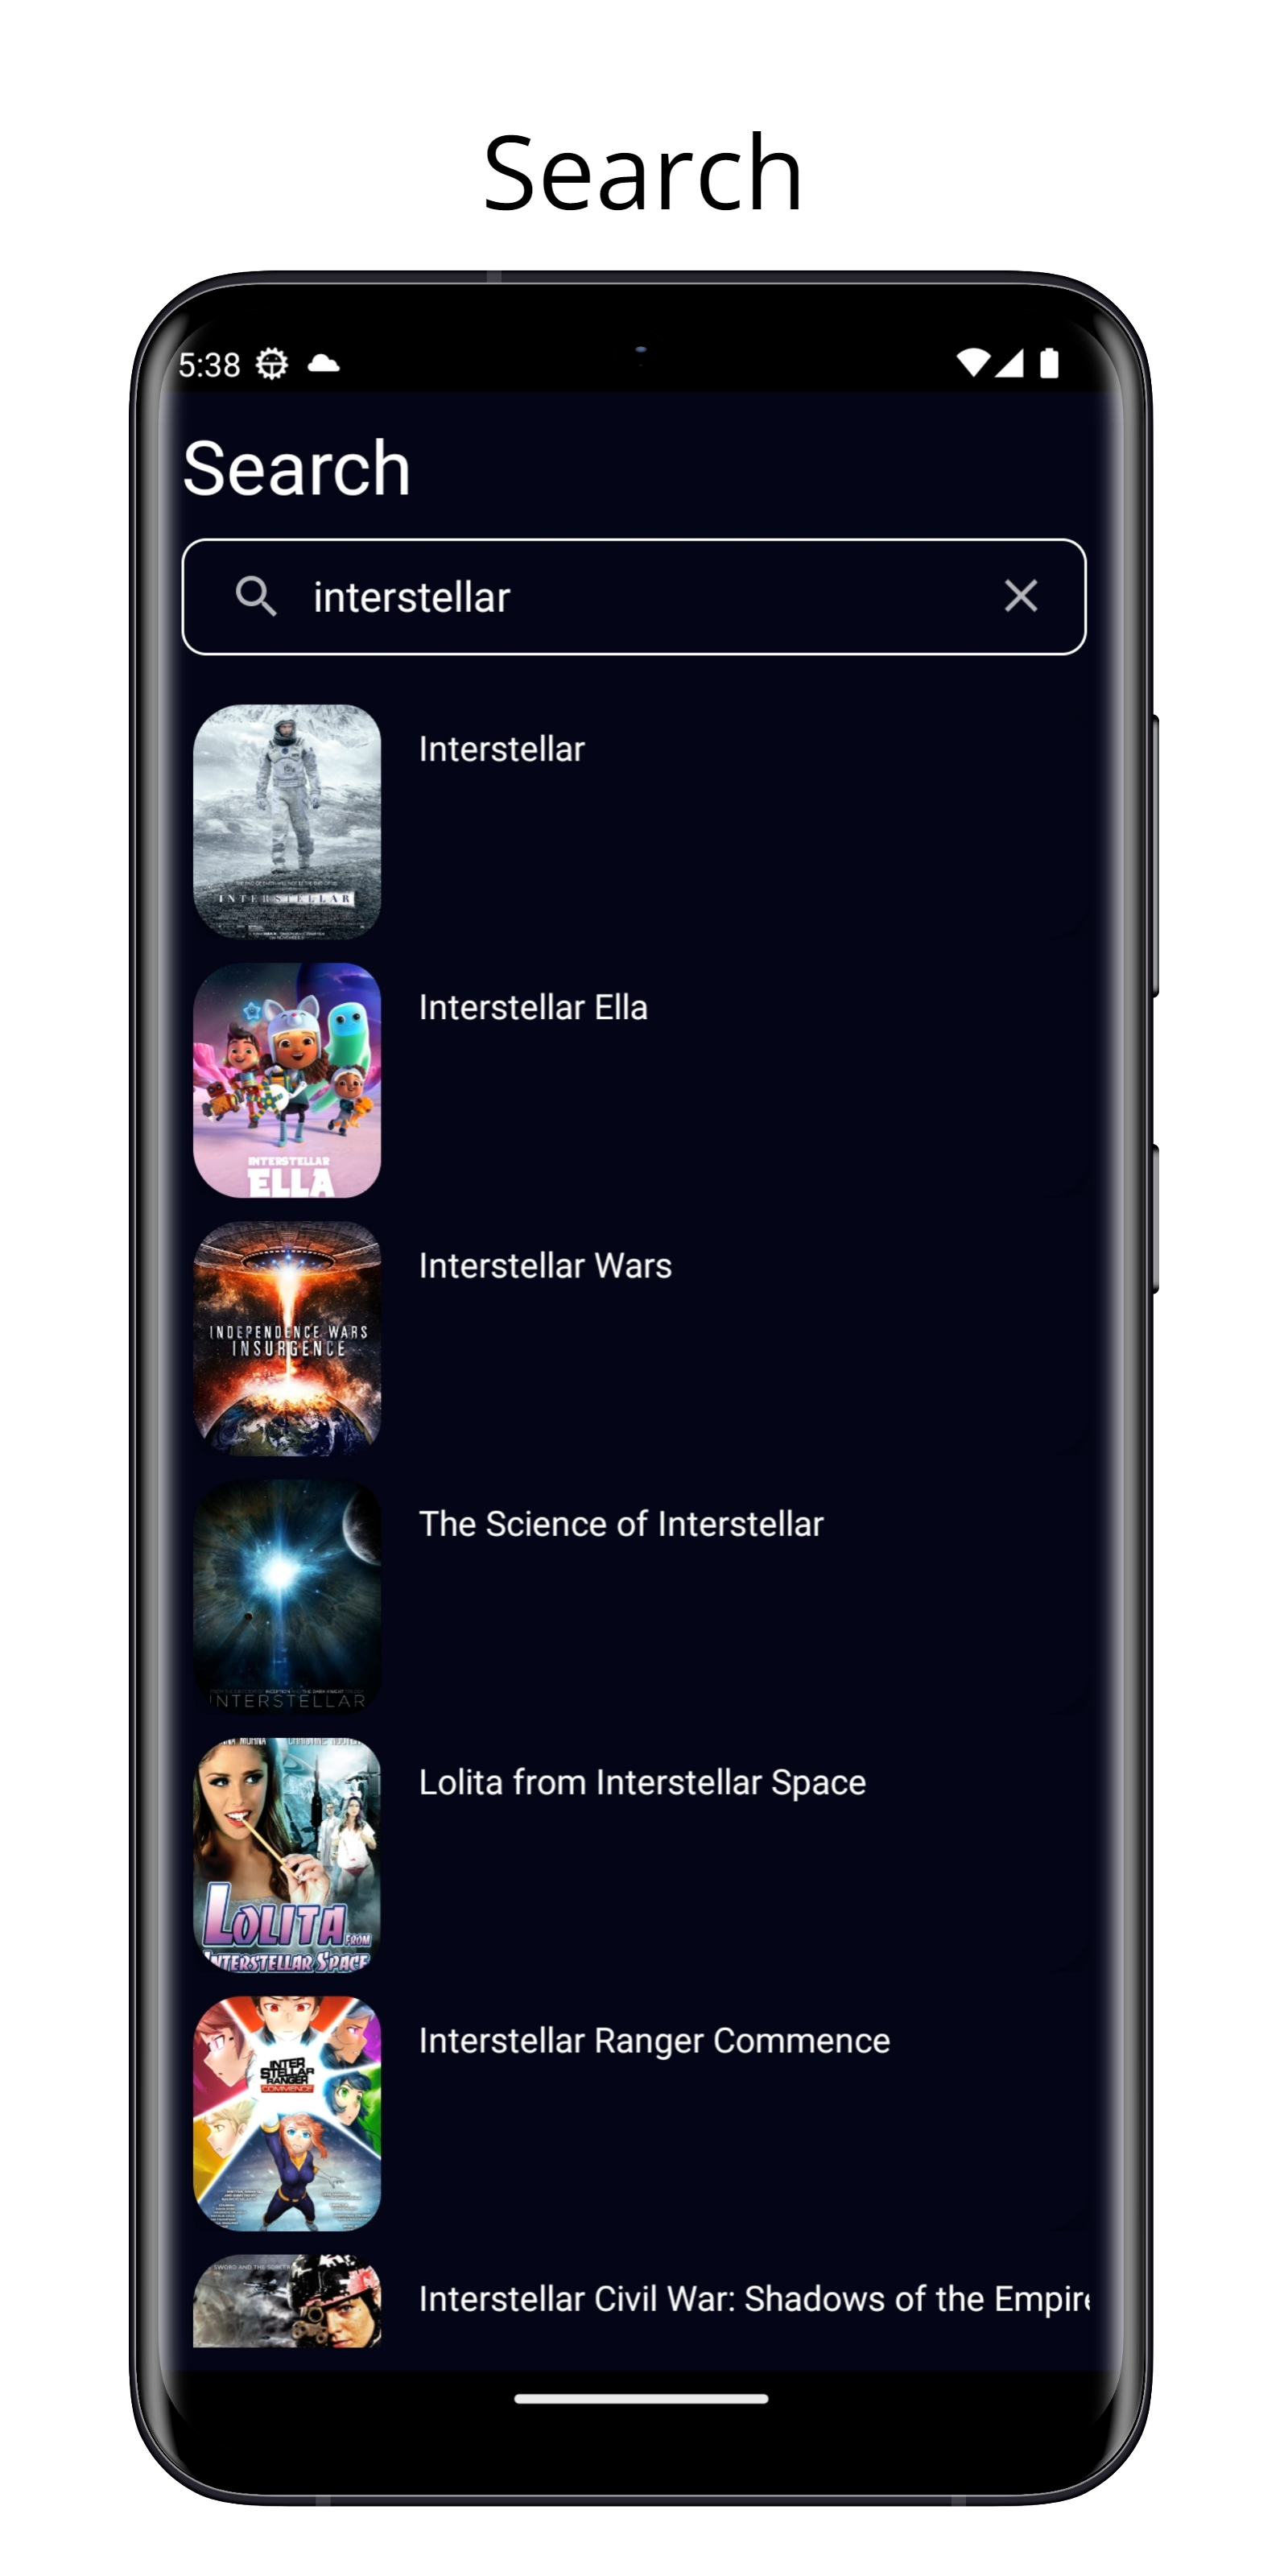 Search
5:38
Search
interstellar
Interstellar
INTERSTELLAR
Interstellar Ella
INTERSTELLAR
ELLA
Interstellar Wars
INDEPENDENCE WARS
INSURGENCE
The Science of Interstellar
INTERSTELLAR
Lolita from Interstellar Space
LOLITA FROM
INTERSTELLAR SPACE
Interstellar Ranger Commence
INTER
STELLAR
RANGER
COMMENCE
Interstellar Civil War: Shadows of the Empire